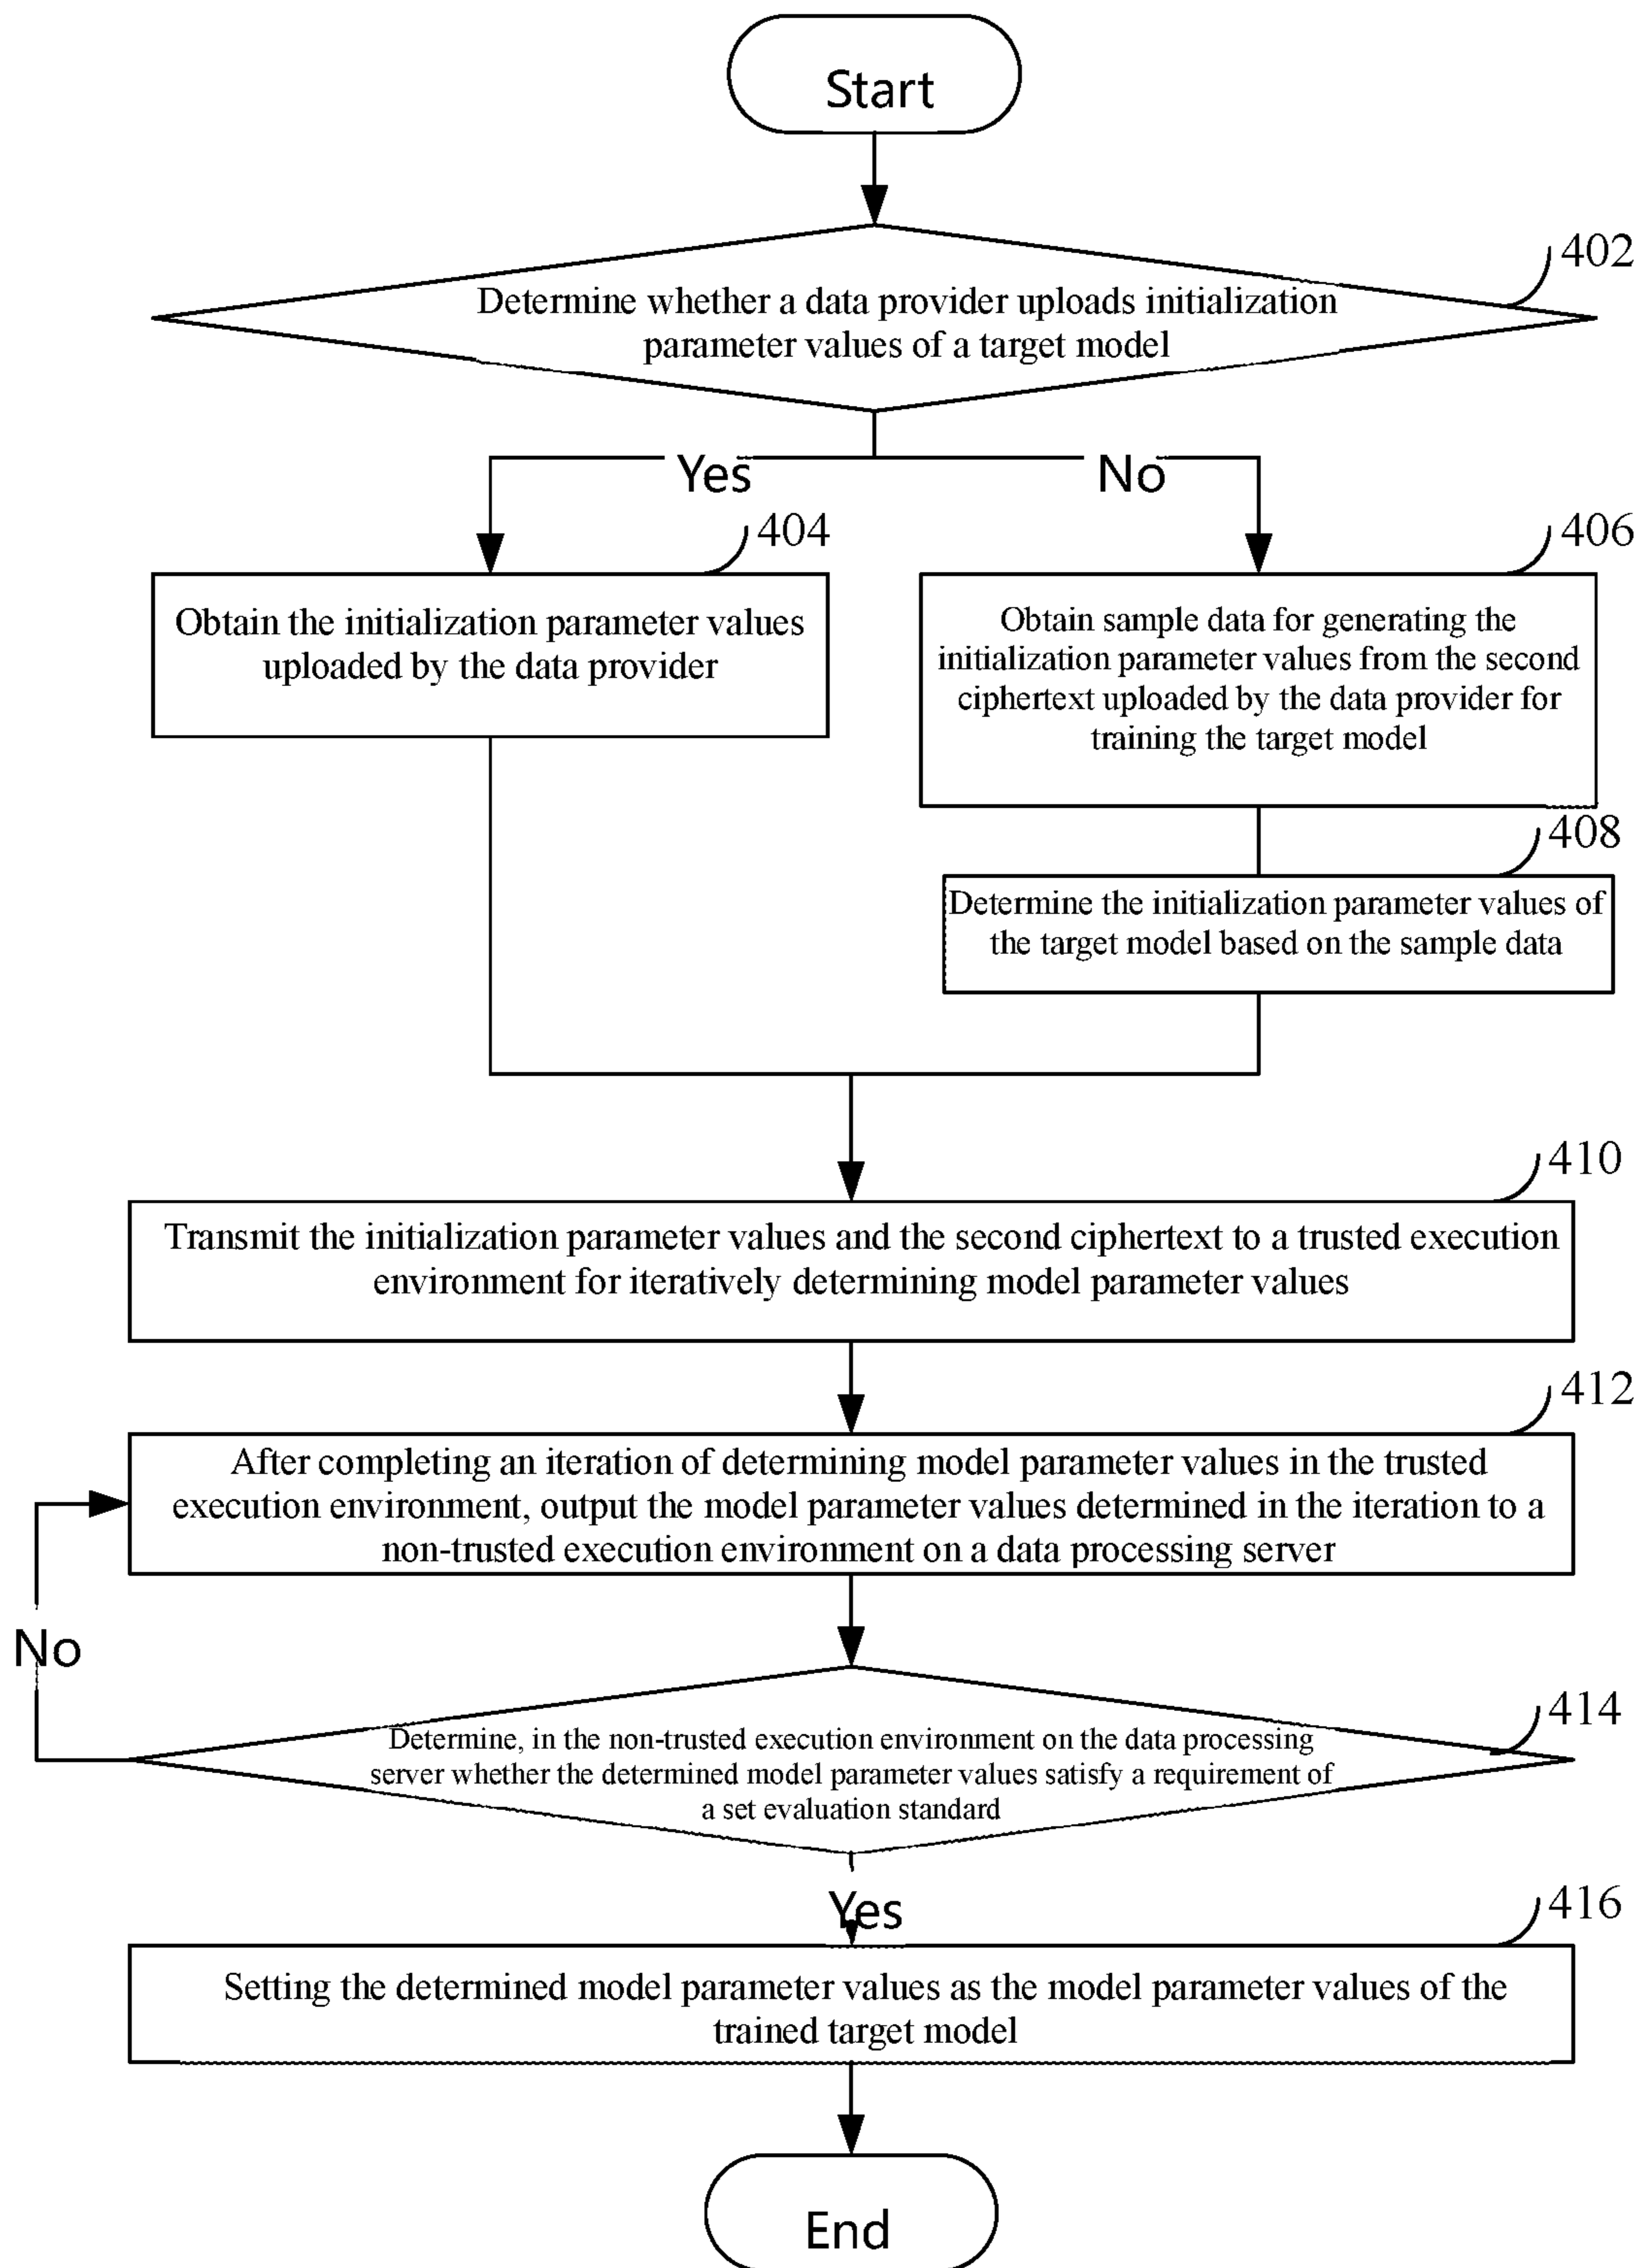 Start
402
Determine whether a data provider uploads initialization
parameter values of a target model
Yes
No
404
Obtain the initialization parameter values
uploaded by the data provider
406
Obtain sample data for generating the
initialization parameter values from the second
ciphertext uploaded by the data provider for
training the target model
408
Determine the initialization parameter values of
the target model based on the sample data
410
Transmit the initialization parameter values and the second ciphertext to a trusted execution
environment for iteratively determining model parameter values
412
After completing an iteration of determining model parameter values in the trusted
execution environment, output the model parameter values determined in the iteration to a
non-trusted execution environment on a data processing server
No
414
Determine, in the non-trusted execution environment on the data processing
server whether the determined model parameter values satisfy a requirement of
a set evaluation standard
Yes
416
Setting the determined model parameter values as the model parameter values of the
trained target model
End